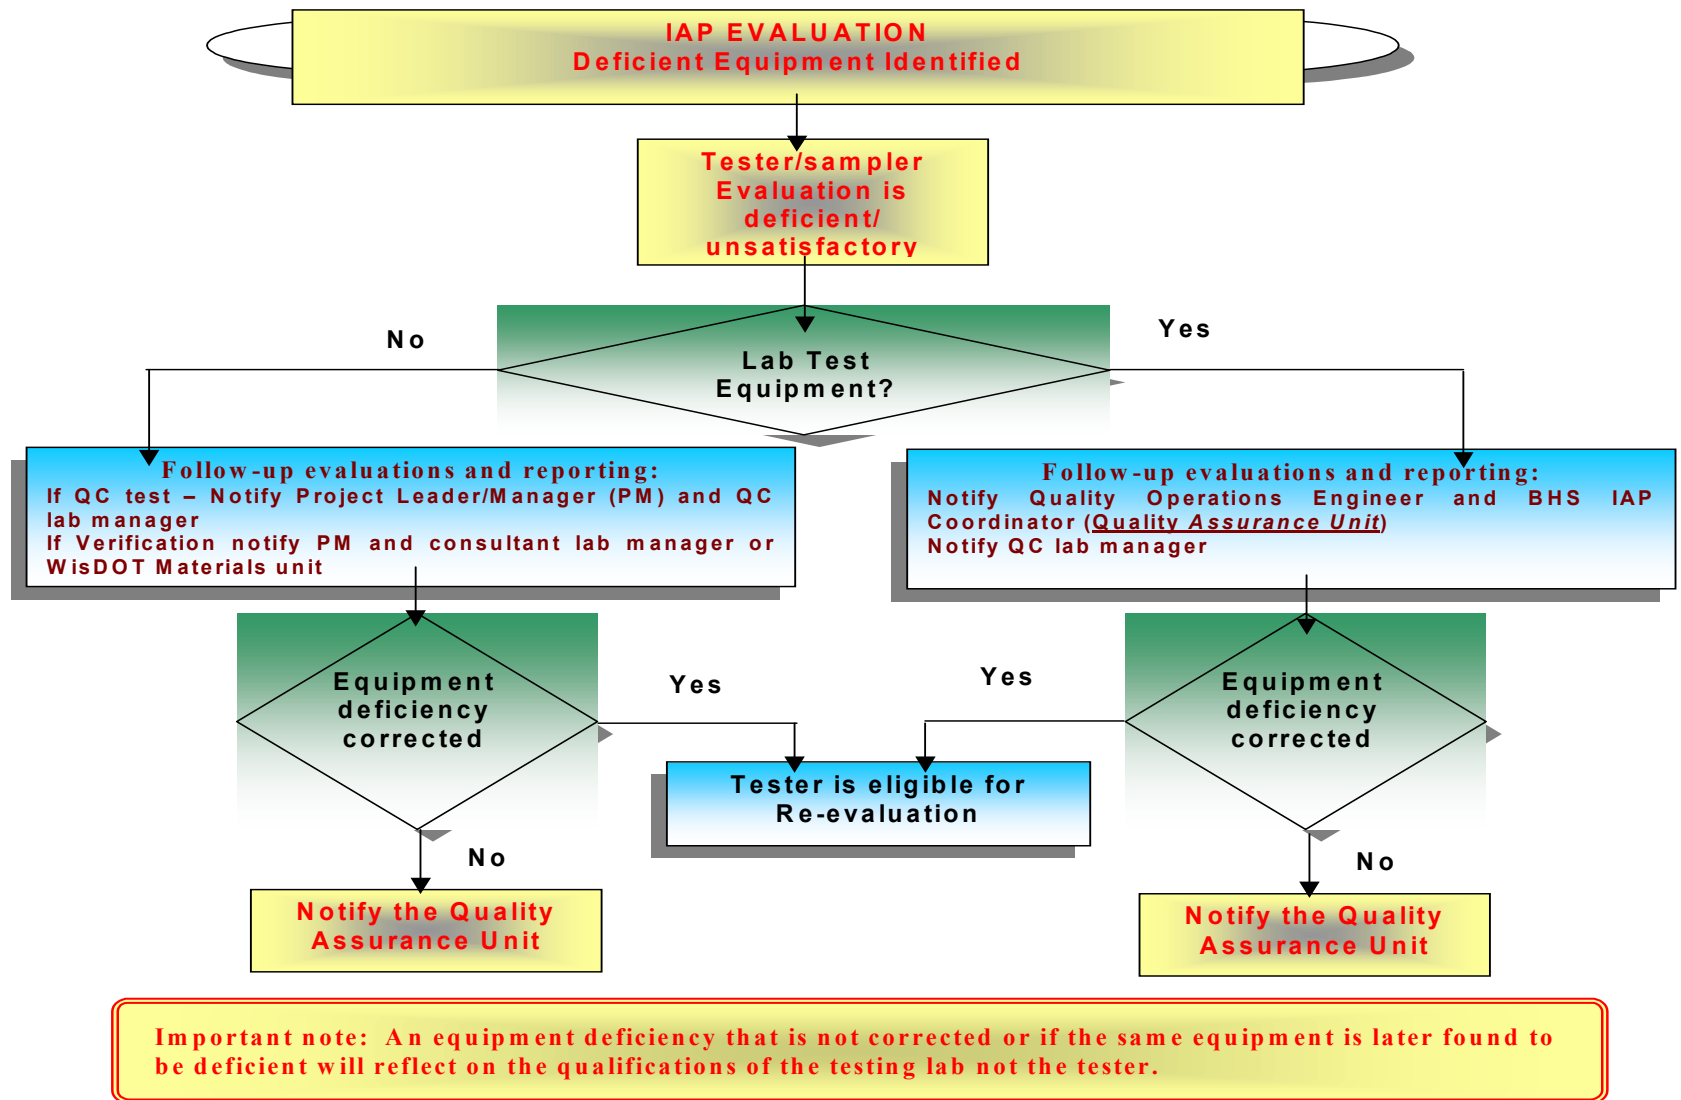 IAP EVALUATION
Deficient Equipment Identified
Tester/sampler
Evaluation is
deficient/
unsatisfactory
No
Yes
Lab Test
Equipment?
Follow-up evaluations and reporting:
If QC test – Notify Project Leader/Manager (PM) and QC
lab manager
If Verification notify PM and consultant lab manager or
WisDOT Materials unit
Follow-up evaluations and reporting:
Notify Quality Operations Engineer and BHS IAP
Coordinator (Quality Assurance Unit)
Notify QC lab manager
Equipment
deficiency
corrected
Yes
Yes
Equipment
deficiency
corrected
Tester is eligible for
Re-evaluation
No
No
Notify the Quality
Assurance Unit
Notify the Quality
Assurance Unit
Important note: An equipment deficiency that is not corrected or if the same equipment is later found to
be deficient will reflect on the qualifications of the testing lab not the tester.